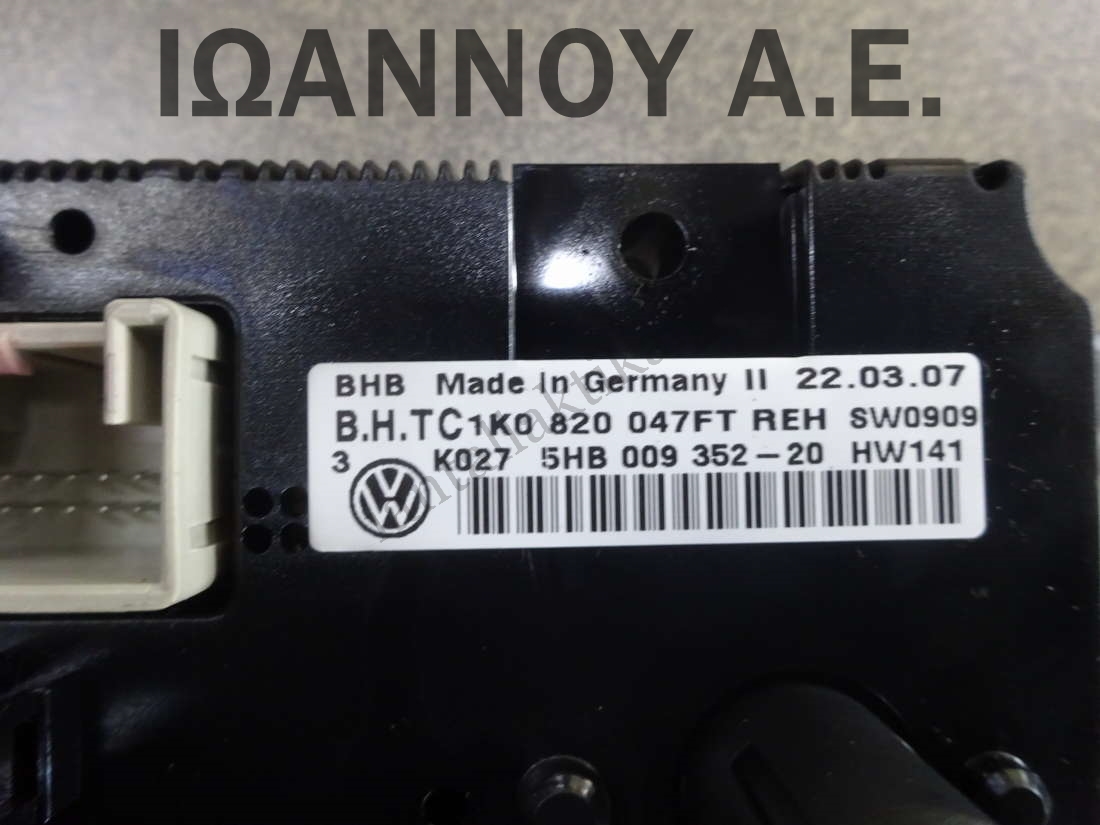 ΙΩΑΝΝΟΥ Α.Ε.
BHB Made In Germany II 22.03.07
B.H.TC 1K0 820 047FT REH SW0909
3 K027 5HB 009 352-20 HW141